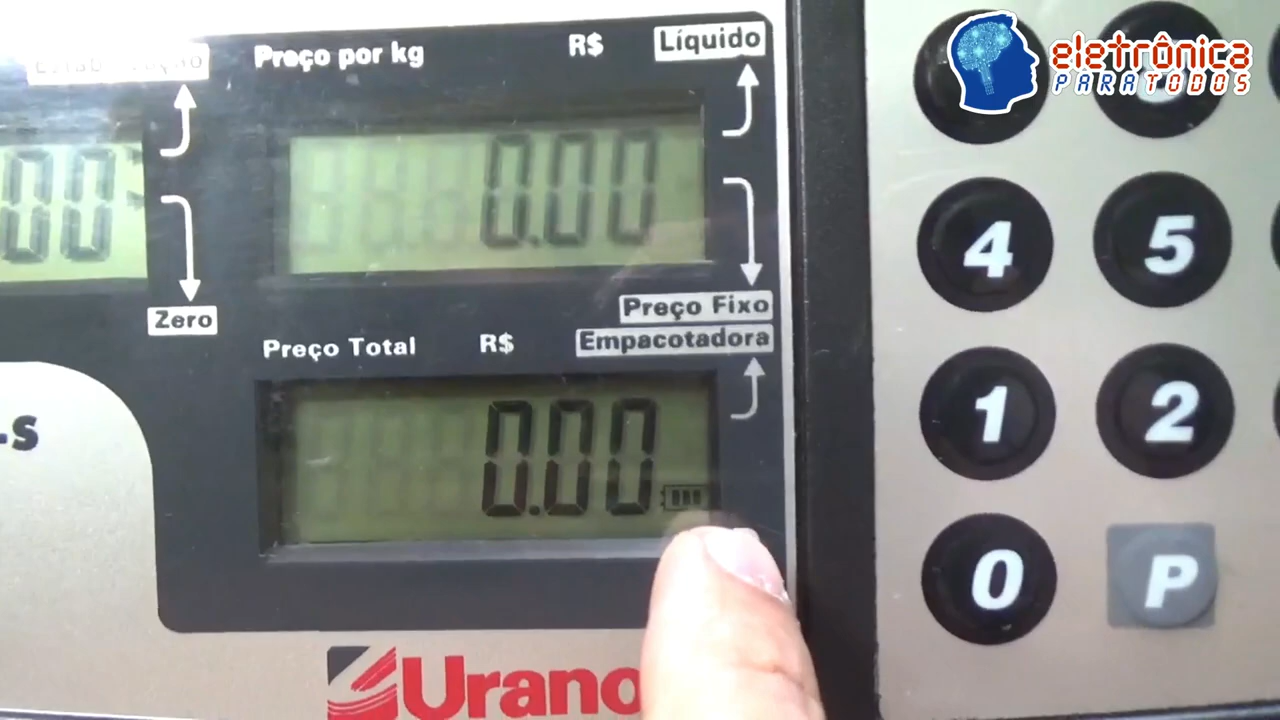 Preço por kg R$ Líquido
eletrônica
PARATODOS
00
0.00
4 5
Zero
Preço Fixo
Preço Total R$ Empacotadora
-S
0.00
1 2
0 P
Urano